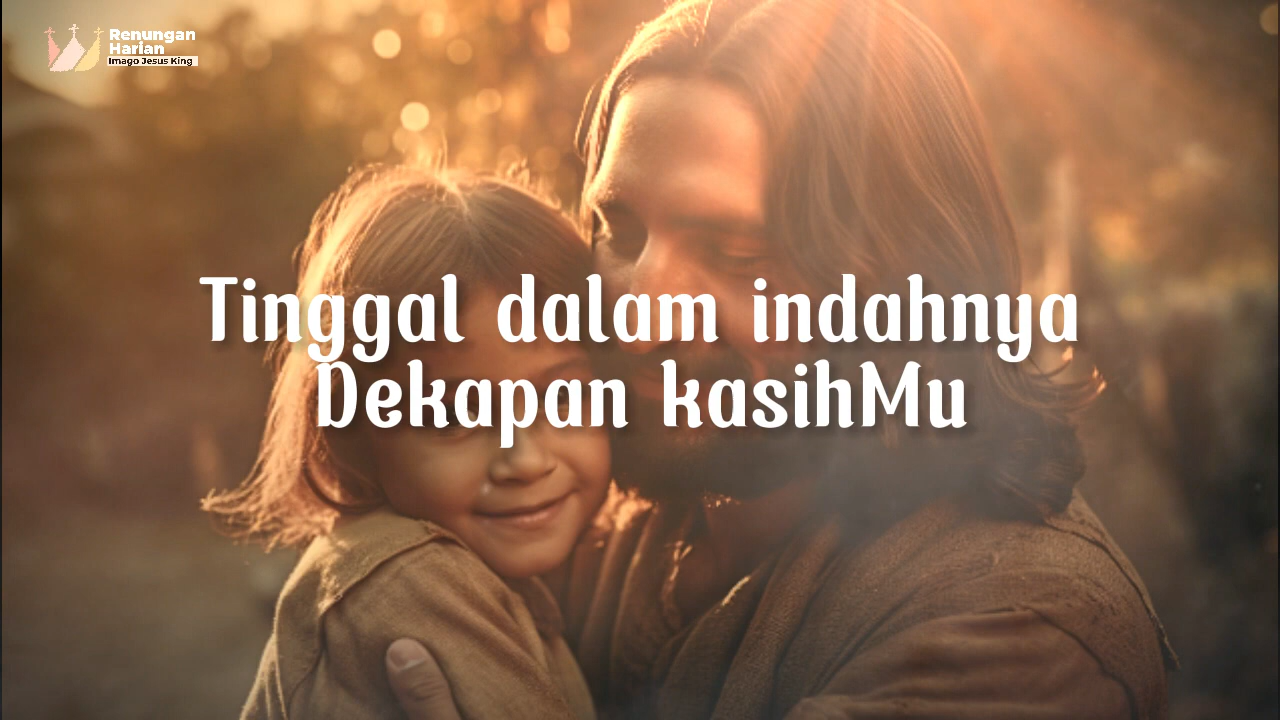 Renungan
Harian
Imago Jesus King
Tinggal dalam indahnya
Dekapan kasihMu